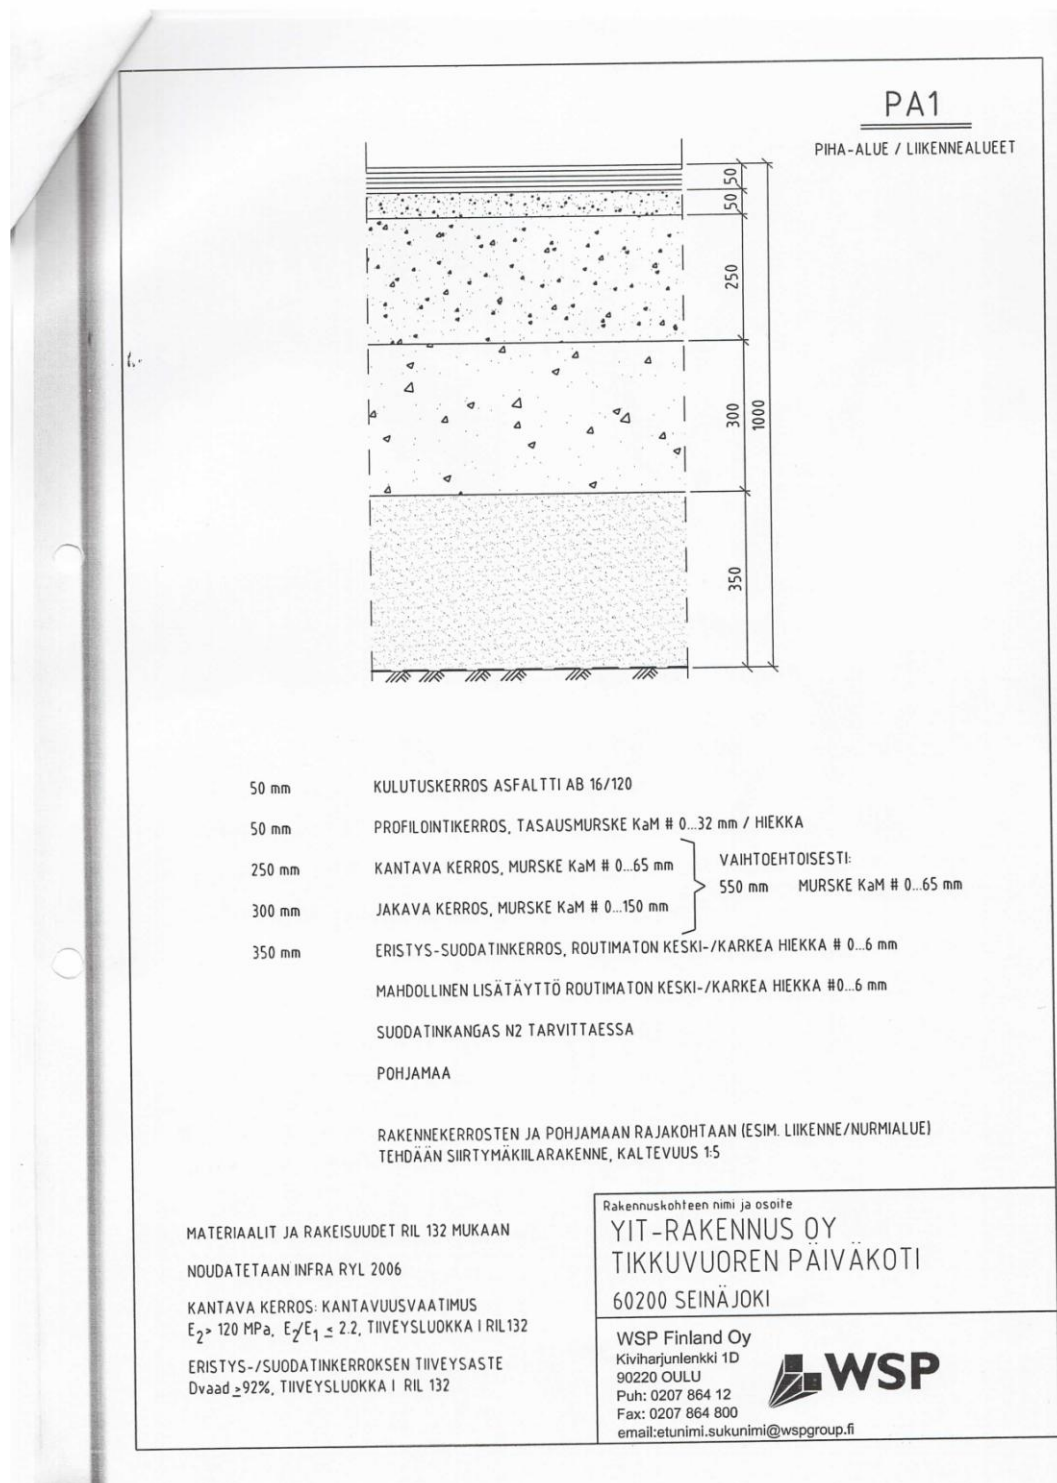 PA1
PIHA-ALUE / LIIKENNEALUEET
50
50
250
300
1000
350
50 mm KULUTUSKERROS ASFALTTI AB 16/120
50 mm PROFILOINTIKERROS, TASAUSMURSKE KaM # 0...32 mm / HIEKKA
250 mm KANTAVA KERROS, MURSKE KaM # 0...65 mm
VAIHTOEHTOISESTI:
550 mm MURSKE KaM # 0...65 mm
300 mm JAKAVA KERROS, MURSKE KaM # 0...150 mm
350 mm ERISTYS-SUODATINKERROS, ROUTIMATON KESKI-/KARKEA HIEKKA # 0...6 mm
MAHDOLLINEN LISÄTÄYTTÖ ROUTIMATON KESKI-/KARKEA HIEKKA #0...6 mm
SUODATINKANGAS N2 TARVITTAESSA
POHJAMAA
RAKENNEKERROSTEN JA POHJAMAAN RAJAKOHTAAN (ESIM. LIIKENNE/NURMIALUE)
TEHDÄÄN SIIRTYMÄKIILARAKENNE, KALTEVUUS 1:5
MATERIAALIT JA RAKEISUUDET RIL 132 MUKAAN
NOUDATETAAN INFRA RYL 2006
KANTAVA KERROS: KANTAVUUSVAATIMUS
E2> 120 MPa, E2/E1 ≤ 2.2, TIIVEYSLUOKKA I RIL132
ERISTYS-/SUODATINKERROKSEN TIIVEYSASTE
Dvaad ≥92%, TIIVEYSLUOKKA I RIL 132
Rakennuskohteen nimi ja osoite
YIT-RAKENNUS OY
TIKKUVUOREN PÄIVÄKOTI
60200 SEINÄJOKI
WSP Finland Oy
Kiviharjunlenkki 1D
90220 OULU
Puh: 0207 864 12
Fax: 0207 864 800
email:etunimi.sukunimi@wspgroup.fi
WSP